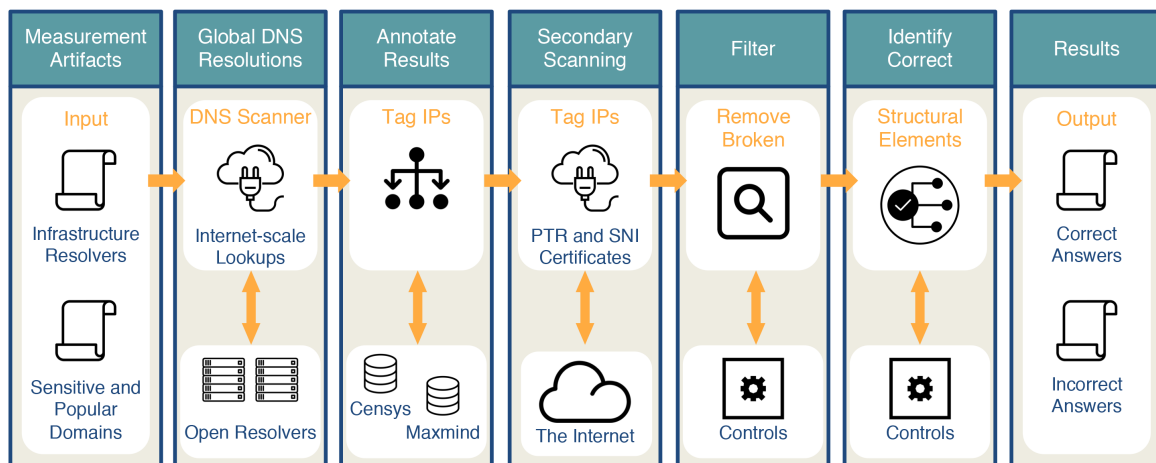 Measurement
Artifacts
Input
Infrastructure
Resolvers
Sensitive and
Popular
Domains
Global DNS
Resolutions
DNS Scanner
Internet-scale
Lookups
Open Resolvers
Annotate
Results
Tag IPs
Censys
Maxmind
Secondary
Scanning
Tag IPs
PTR and SNI
Certificates
The Internet
Filter
Remove
Broken
Controls
Identify
Correct
Structural
Elements
Controls
Results
Output
Correct
Answers
Incorrect
Answers